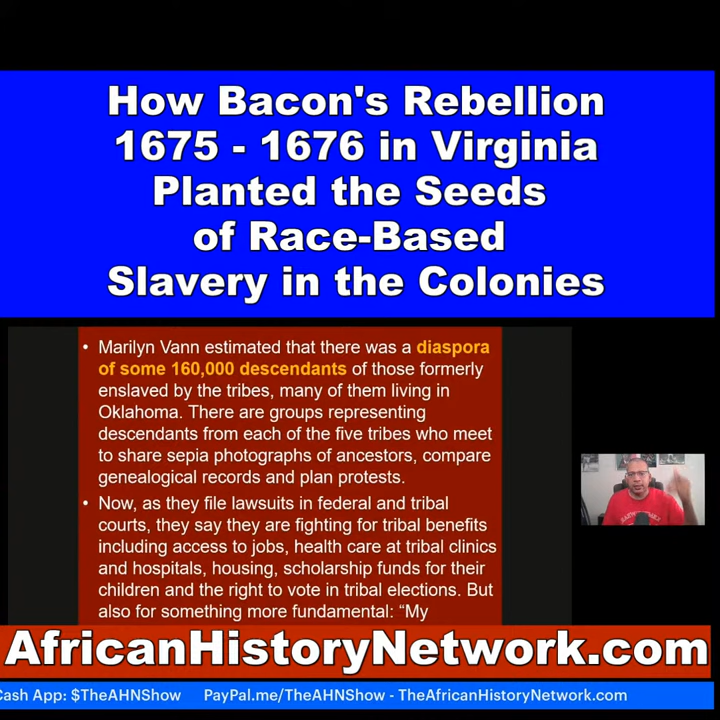 How Bacon's Rebellion
1675 - 1676 in Virginia
Planted the Seeds
of Race-Based
Slavery in the Colonies
• Marilyn Vann estimated that there was a diaspora
of some 160,000 descendants of those formerly
enslaved by the tribes, many of them living in
Oklahoma. There are groups representing
descendants from each of the five tribes who meet
to share sepia photographs of ancestors, compare
genealogical records and plan protests.
• Now, as they file lawsuits in federal and tribal
courts, they say they are fighting for tribal benefits
including access to jobs, health care at tribal clinics
and hospitals, housing, scholarship funds for their
children and the right to vote in tribal elections. But
also for something more fundamental: “My
AfricanHistoryNetwork.com
Cash App: $TheAHNShow PayPal.me/TheAHNShow - TheAfricanHistoryNetwork.com